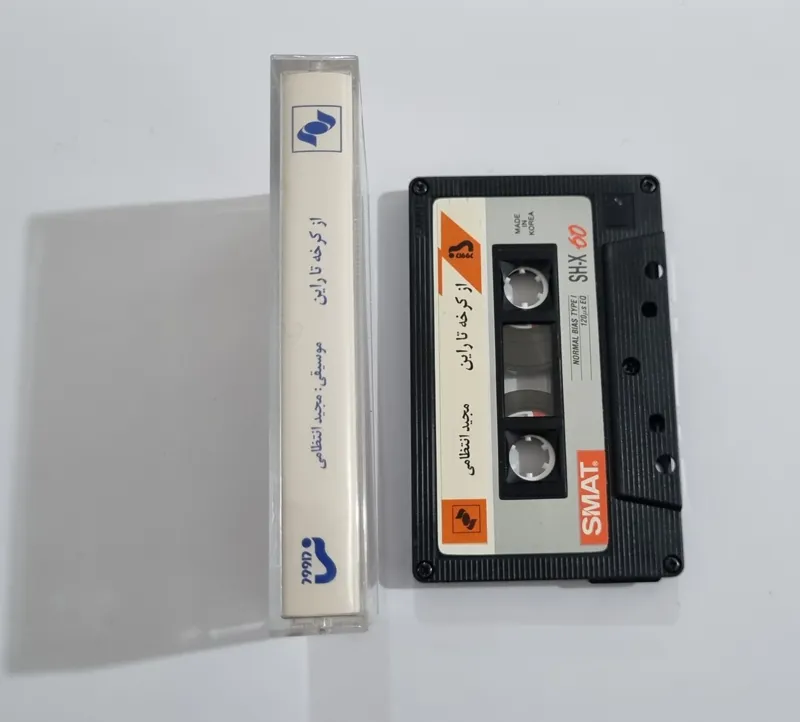 از کرخه تا راین
موسیقی: مجید انتظامی
از کرخه تا راین
مجید انتظامی
MADE
IN
KOREA
SH-X 60
NORMAL BIAS TYPE I
120µs EQ
SMAT.